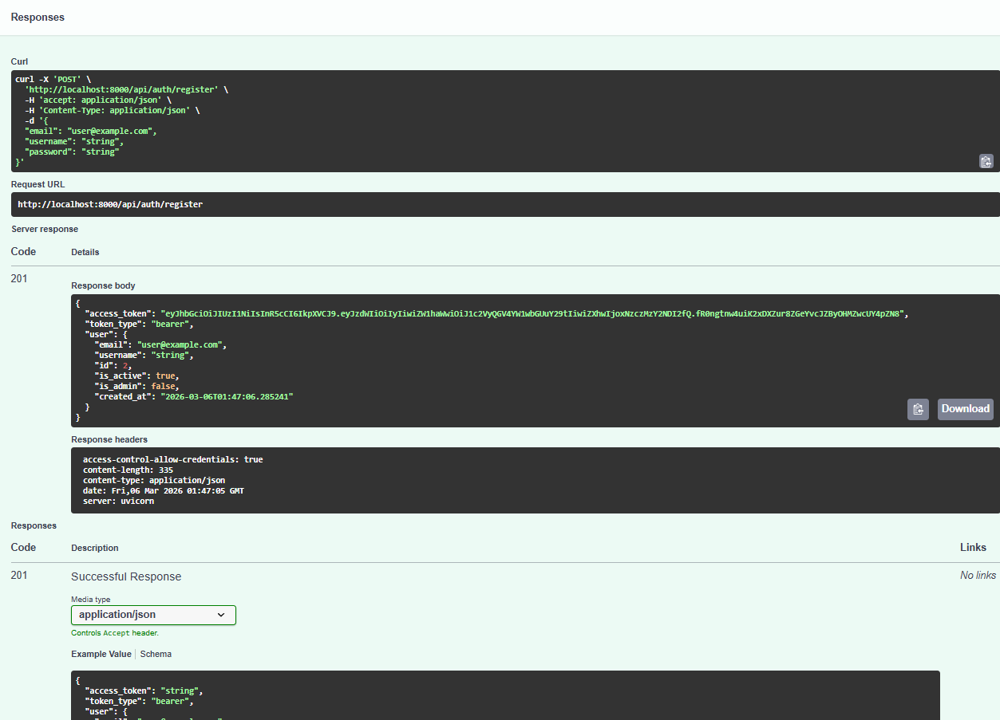 Responses
Curl
curl -X 'POST' \
  'http://localhost:8000/api/auth/register' \
  -H 'accept: application/json' \
  -H 'Content-Type: application/json' \
  -d '{
  "email": "user@example.com",
  "username": "string",
  "password": "string"
}'
Request URL
http://localhost:8000/api/auth/register
Server response
Code Details
201
Response body
{
  "access_token": "eyJhbGciOiJIUzI1NiIsInR5cCI6IkpXVCJ9.eyJzdWIiOiIyIiwiZW1haWwiOiJ1c2VyQGV4YW1wbGUuY29tIiwiZXhwIjoxNzczMzY2NDI2fQ.fR0ngtnw4uiK2xDXZur8ZGeYvcJZByOHMZwcUY4pZN8",
  "token_type": "bearer",
  "user": {
    "email": "user@example.com",
    "username": "string",
    "id": 2,
    "is_active": true,
    "is_admin": false,
    "created_at": "2026-03-06T01:47:06.285241"
  }
}
Download
Response headers
access-control-allow-credentials: true
content-length: 335
content-type: application/json
date: Fri,06 Mar 2026 01:47:05 GMT
server: uvicorn
Responses
Code Description Links
201 Successful Response No links
Media type
application/json
Controls Accept header.
Example Value | Schema
{
  "access_token": "string",
  "token_type": "bearer",
  "user": {